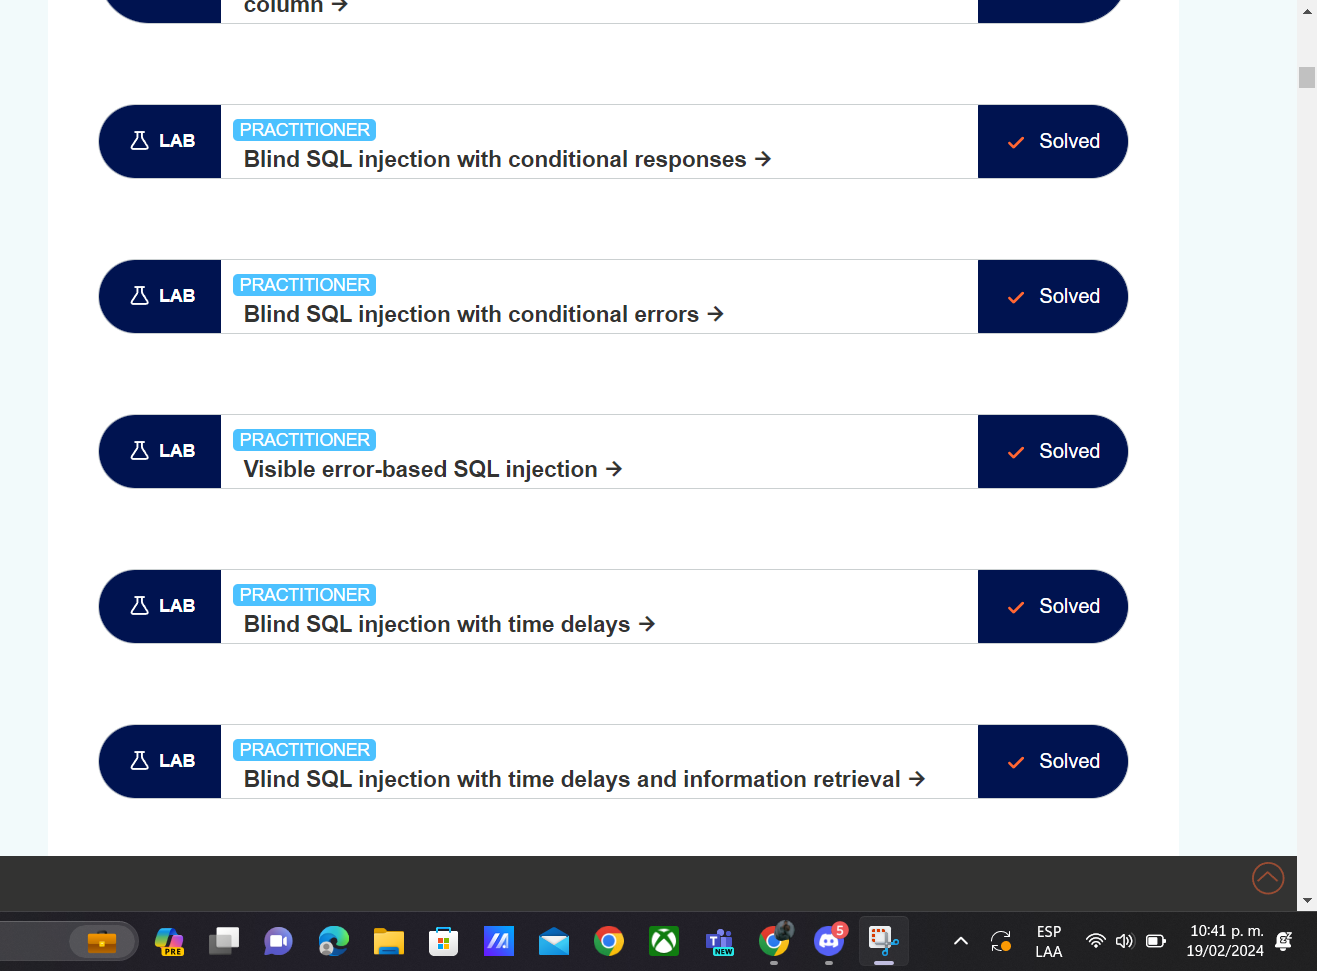 column →
LAB
PRACTITIONER
Blind SQL injection with conditional responses →
Solved
LAB
PRACTITIONER
Blind SQL injection with conditional errors →
Solved
LAB
PRACTITIONER
Visible error-based SQL injection →
Solved
LAB
PRACTITIONER
Blind SQL injection with time delays →
Solved
LAB
PRACTITIONER
Blind SQL injection with time delays and information retrieval →
Solved
PRE
NEW
5
ESP
LAA
10:41 p. m.
19/02/2024